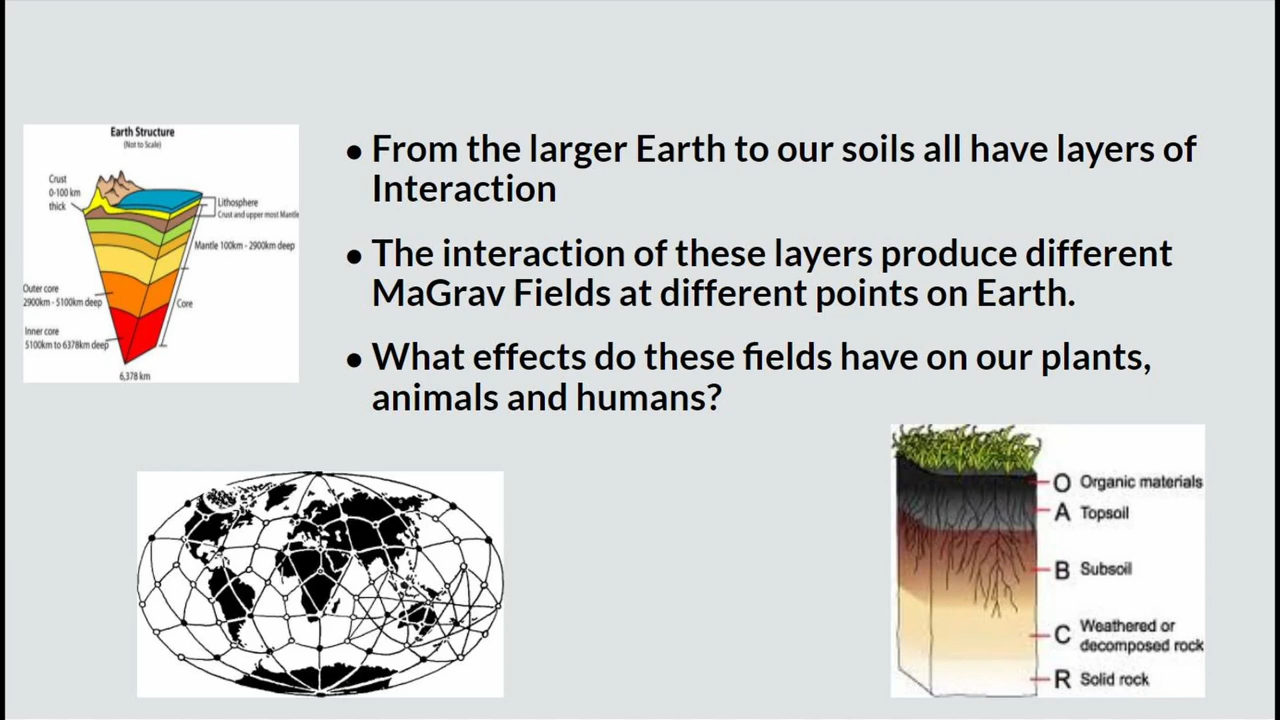 Earth Structure
(Not to Scale)
Crust
0-100 km
thick
Lithosphere
Crust and upper most Mantle
Mantle 100km - 2900km deep
Outer core
2900km - 5100km deep
Core
Inner core
5100km to 6378km deep
6,378 km
• From the larger Earth to our soils all have layers of
Interaction
• The interaction of these layers produce different
MaGrav Fields at different points on Earth.
• What effects do these fields have on our plants,
animals and humans?
O Organic materials
A Topsoil
B Subsoil
C Weathered or
decomposed rock
R Solid rock